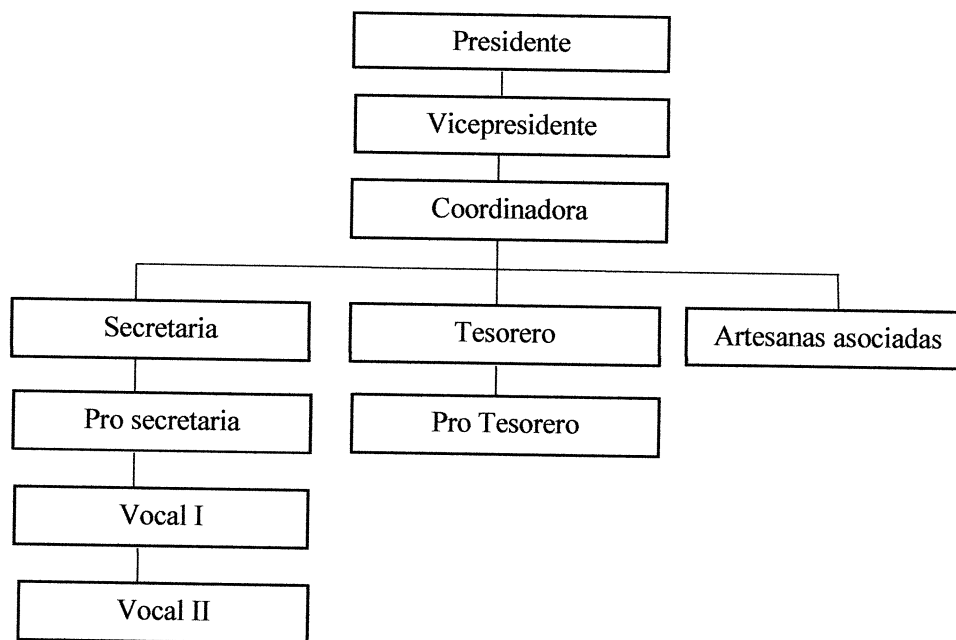 Presidente
Vicepresidente
Coordinadora
Secretaria
Tesorero
Artesanas asociadas
Pro secretaria
Pro Tesorero
Vocal I
Vocal II